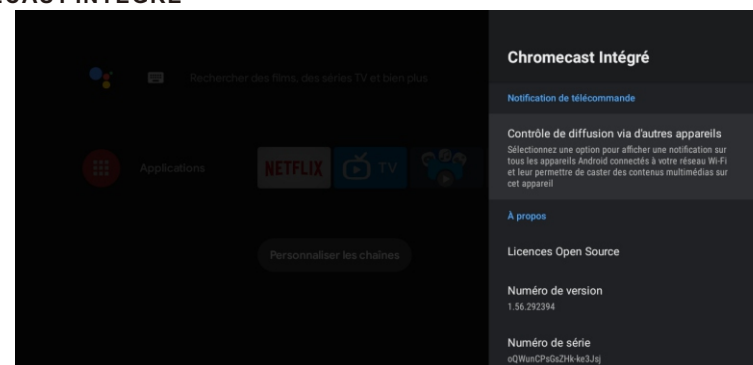 Rechercher des films, des séries TV et bien plus
Applications
NETFLIX
TV
Personnaliser les chaînes
Chromecast Intégré
Notification de télécommande
Contrôle de diffusion via d'autres appareils
Sélectionnez une option pour afficher une notification sur
tous les appareils Android connectés à votre réseau Wi-Fi
et leur permettre de caster des contenus multimédias sur
cet appareil
À propos
Licences Open Source
Numéro de version
1.56.292394
Numéro de série
oQWunCPsGsZHk-ke3Jsj